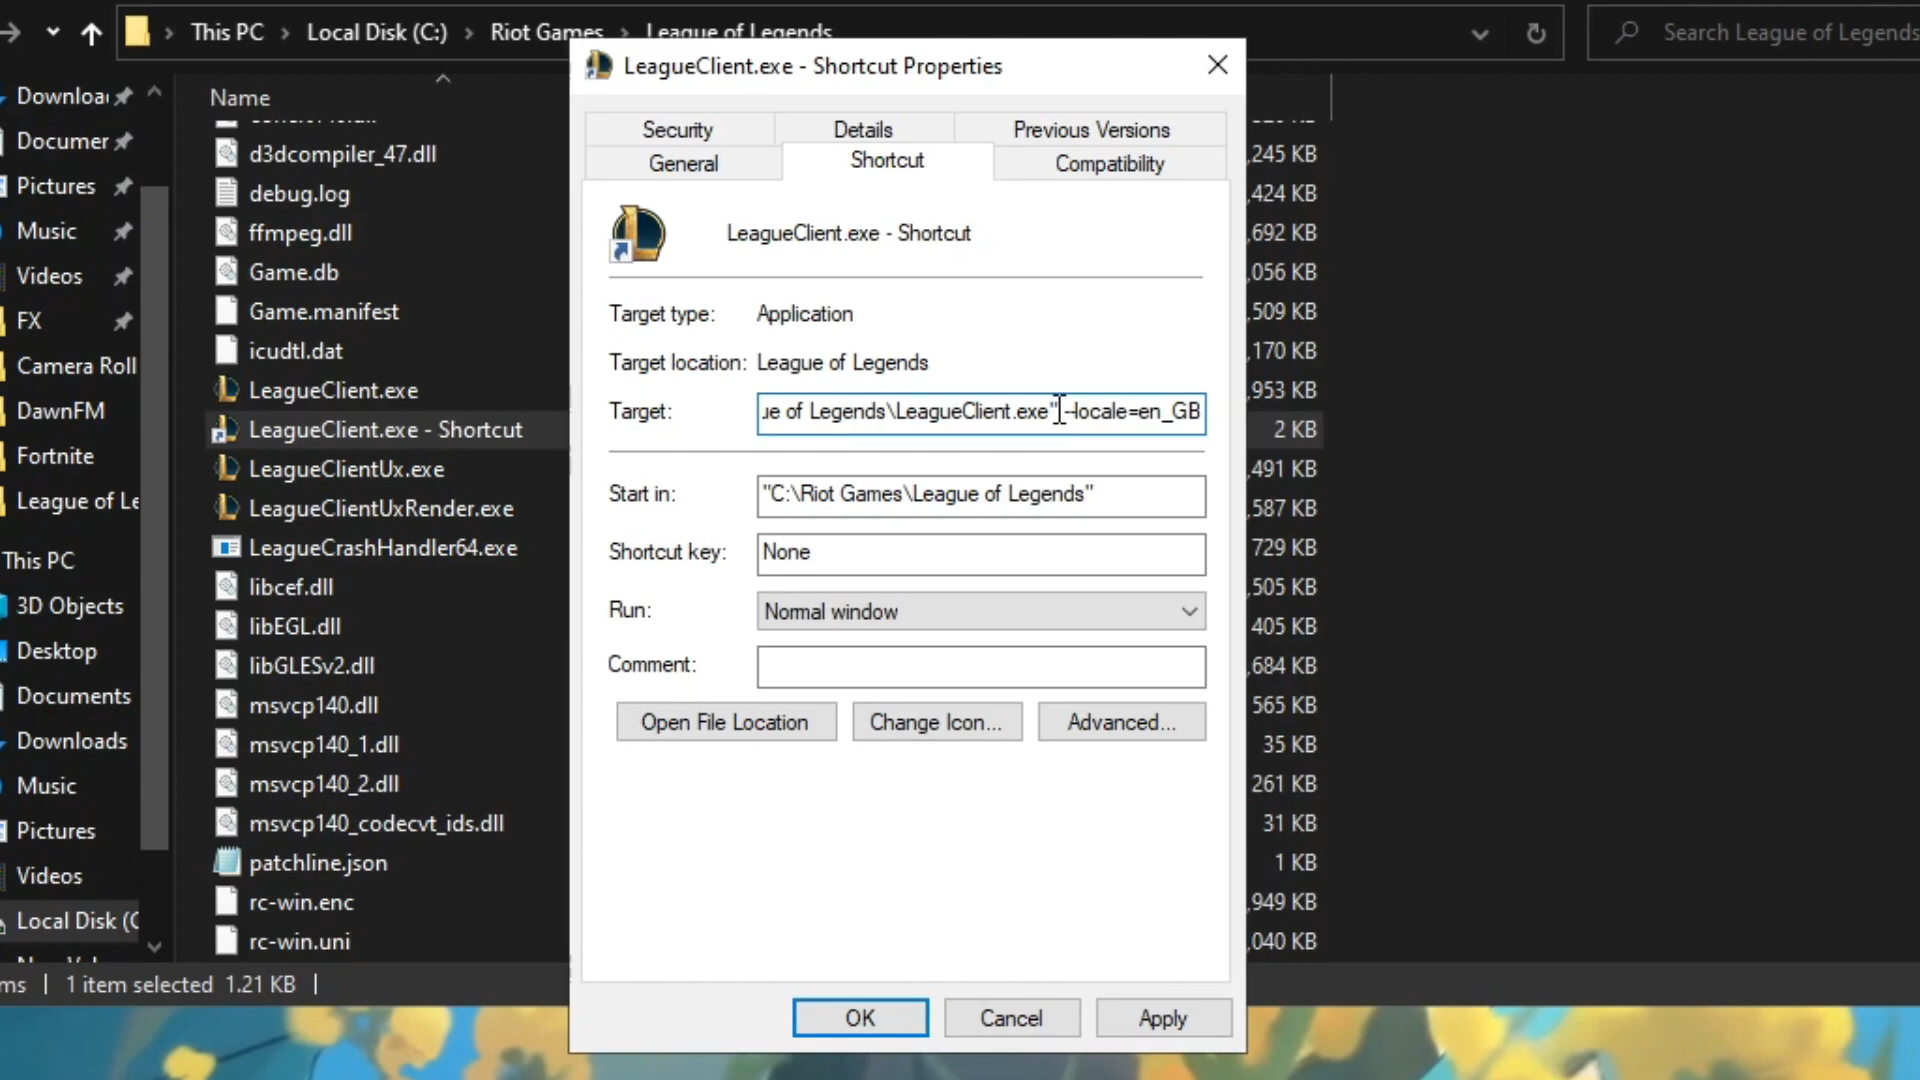 This PC > Local Disk (C:) > Riot Games > League of Legends
Search League of Legends
LeagueClient.exe - Shortcut Properties
Security Details Previous Versions
General Shortcut Compatibility
LeagueClient.exe - Shortcut
Target type: Application
Target location: League of Legends
Target: of Legends\LeagueClient.exe" --locale=en_GB
Start in: "C:\Riot Games\League of Legends"
Shortcut key: None
Run: Normal window
Comment:
Open File Location Change Icon... Advanced...
OK Cancel Apply
Documer
Pictures
Music
Videos
FX
Camera Roll
DawnFM
Fortnite
League of Le
This PC
3D Objects
Desktop
Documents
Downloads
Music
Pictures
Videos
Local Disk (C
Name
d3dcompiler_47.dll ,245 KB
debug.log ,424 KB
ffmpeg.dll ,692 KB
Game.db ,056 KB
Game.manifest ,509 KB
icudtl.dat ,170 KB
LeagueClient.exe ,953 KB
LeagueClient.exe - Shortcut 2 KB
LeagueClientUx.exe ,491 KB
LeagueClientUxRender.exe ,587 KB
LeagueCrashHandler64.exe 729 KB
libcef.dll ,505 KB
libEGL.dll 405 KB
libGLESv2.dll ,684 KB
msvcp140.dll 565 KB
msvcp140_1.dll 35 KB
msvcp140_2.dll 261 KB
msvcp140_codecvt_ids.dll 31 KB
patchline.json 1 KB
rc-win.enc ,949 KB
rc-win.uni ,040 KB
ms | 1 item selected 1.21 KB |